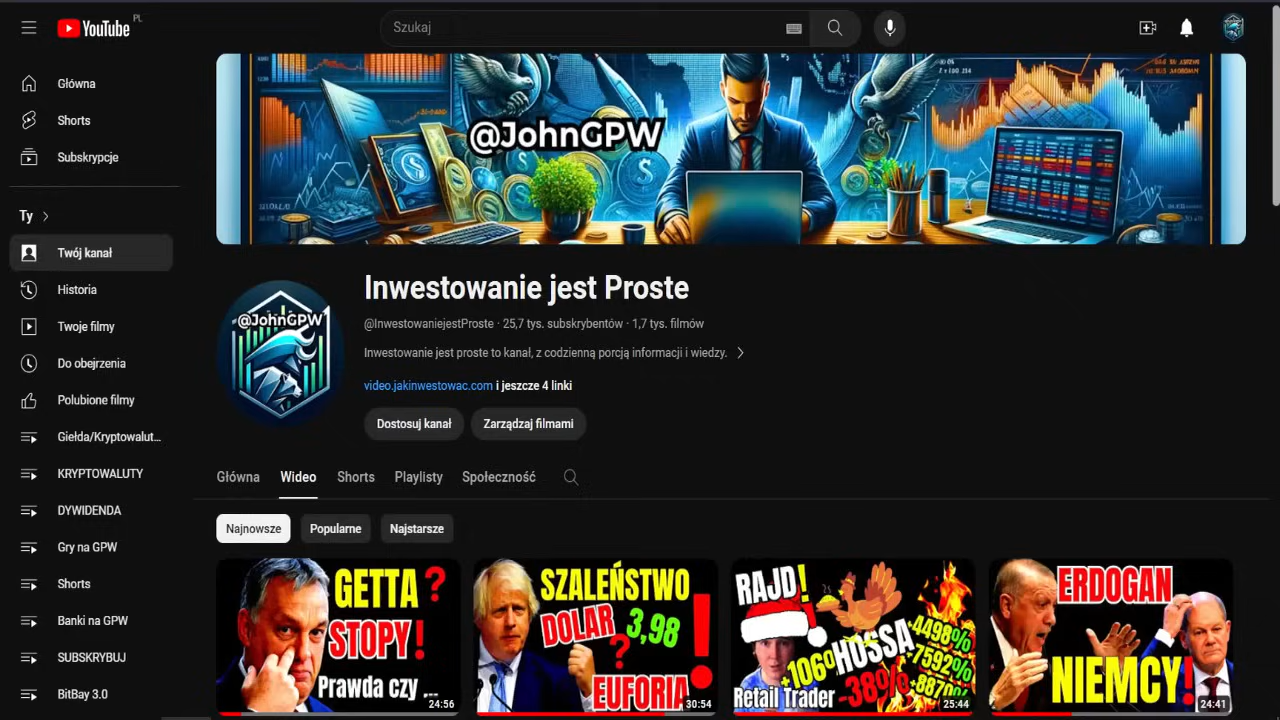 YouTube PL
Szukaj
Główna
Shorts
Subskrypcje
Ty
Twój kanał
Historia
Twoje filmy
Do obejrzenia
Polubione filmy
Giełda/Kryptowalut...
KRYPTOWALUTY
DYWIDENDA
Gry na GPW
Shorts
Banki na GPW
SUBSKRYBUJ
BitBay 3.0
@JohnGPW
@JohnGPW
Inwestowanie jest Proste
@InwestowaniejestProste · 25,7 tys. subskrybentów · 1,7 tys. filmów
Inwestowanie jest proste to kanał, z codzienną porcją informacji i wiedzy.
video.jakinwestowac.com i jeszcze 4 linki
Dostosuj kanał
Zarządzaj filmami
Główna Wideo Shorts Playlisty Społeczność
Najnowsze Popularne Najstarsze
GETTA ?
STOPY!
Prawda czy ,..
24:56
SZALEŃSTWO
DOLAR 3,98
? !
EUFORIA
30:54
RAJD!
HOSSA
+4498%
+7592%
+106%
-38%
Retail Trader
25:44
ERDOGAN
NIEMCY!
24:41